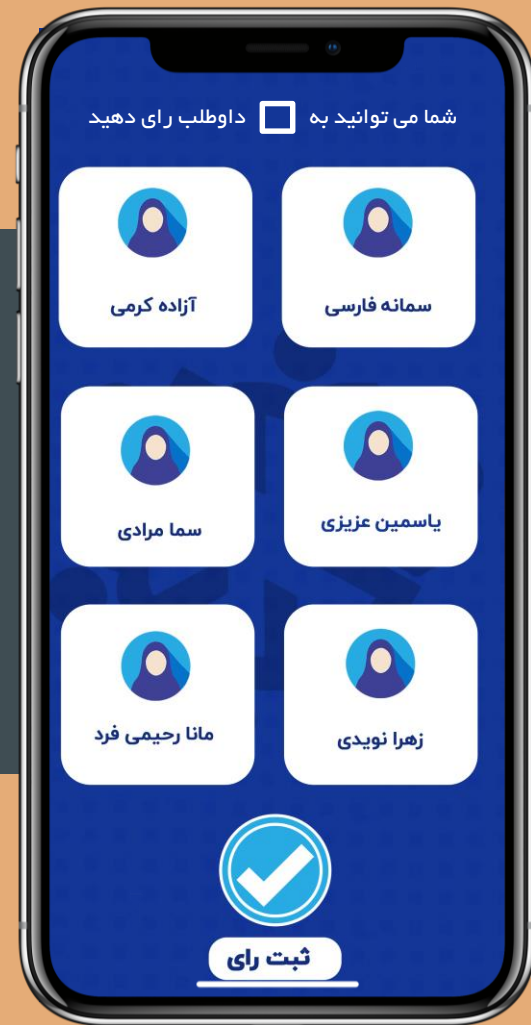 شما می توانید به داوطلب رای دهید
سمانه فارسی
آزاده کرمی
یاسمین عزیزی
سما مرادی
زهرا نویدی
مانا رحیمی فرد
ثبت رای